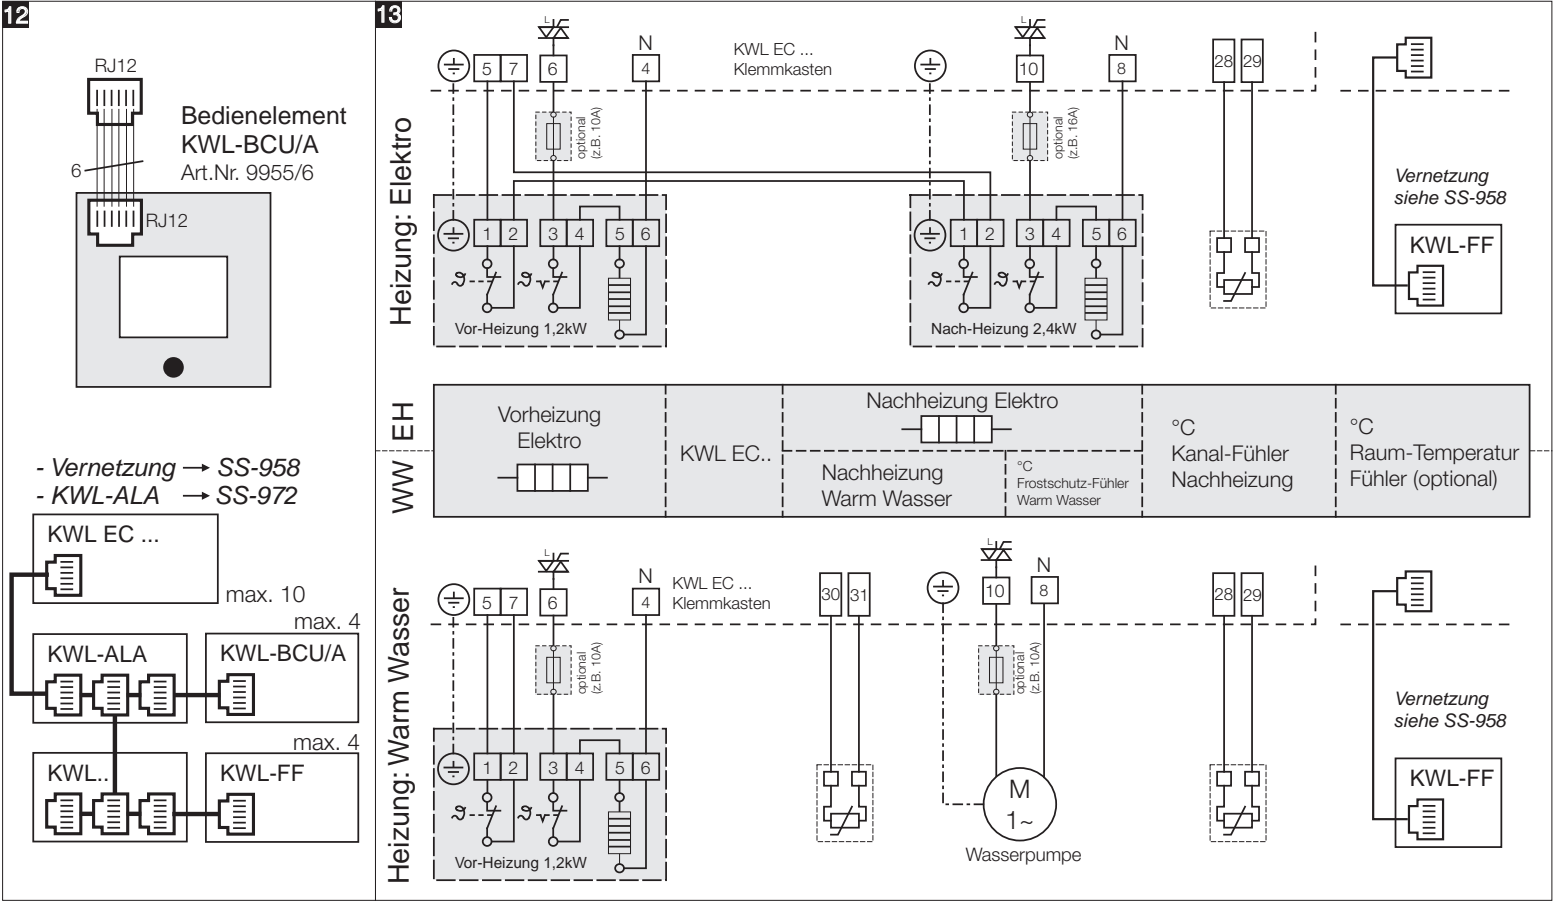 12
RJ12
Bedienelement
KWL-BCU/A
Art.Nr. 9955/6
6
RJ12
- Vernetzung → SS-958
- KWL-ALA → SS-972
KWL EC ...
max. 10
max. 4
KWL-ALA
KWL-BCU/A
max. 4
KWL..
KWL-FF
13
Heizung: Elektro
L
N
L
N
5 7 6 4
KWL EC ...
Klemmkasten
10 8 28 29
optional
(z.B. 10A)
optional
(z.B. 16A)
Vernetzung
siehe SS-958
KWL-FF
1 2 3 4 5 6
1 2 3 4 5 6
ϑ ϑ
ϑ ϑ
Vor-Heizung 1,2kW
Nach-Heizung 2,4kW
EH
WW
Vorheizung
Elektro
KWL EC..
Nachheizung Elektro
Nachheizung
Warm Wasser
°C
Frostschutz-Fühler
Warm Wasser
°C
Kanal-Fühler
Nachheizung
°C
Raum-Temperatur
Fühler (optional)
Heizung: Warm Wasser
L
N
L
N
5 7 6 4
KWL EC ...
Klemmkasten
30 31 10 8 28 29
optional
(z.B. 10A)
optional
(z.B. 10A)
Vernetzung
siehe SS-958
KWL-FF
1 2 3 4 5 6
ϑ ϑ
Vor-Heizung 1,2kW
M
1~
Wasserpumpe